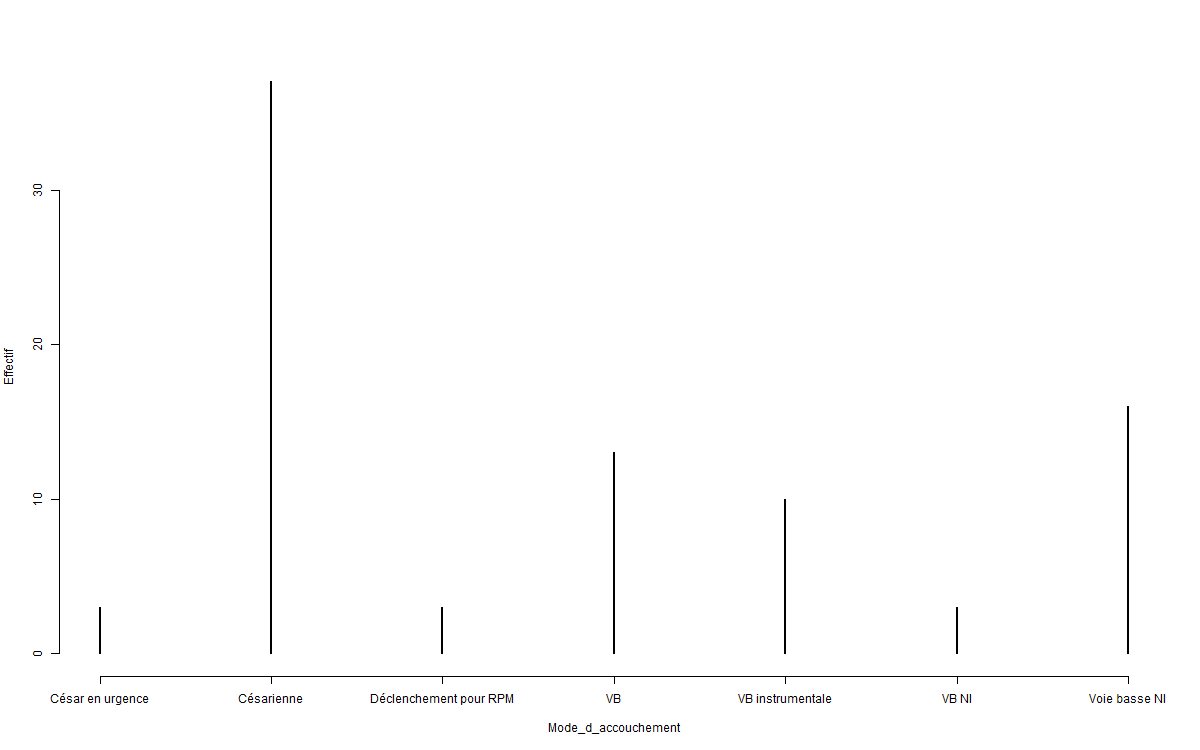 Effectif
30
20
10
0
César en urgence Césarienne Déclenchement pour RPM VB VB instrumentale VB NI Voie basse NI
Mode_d_accouchement